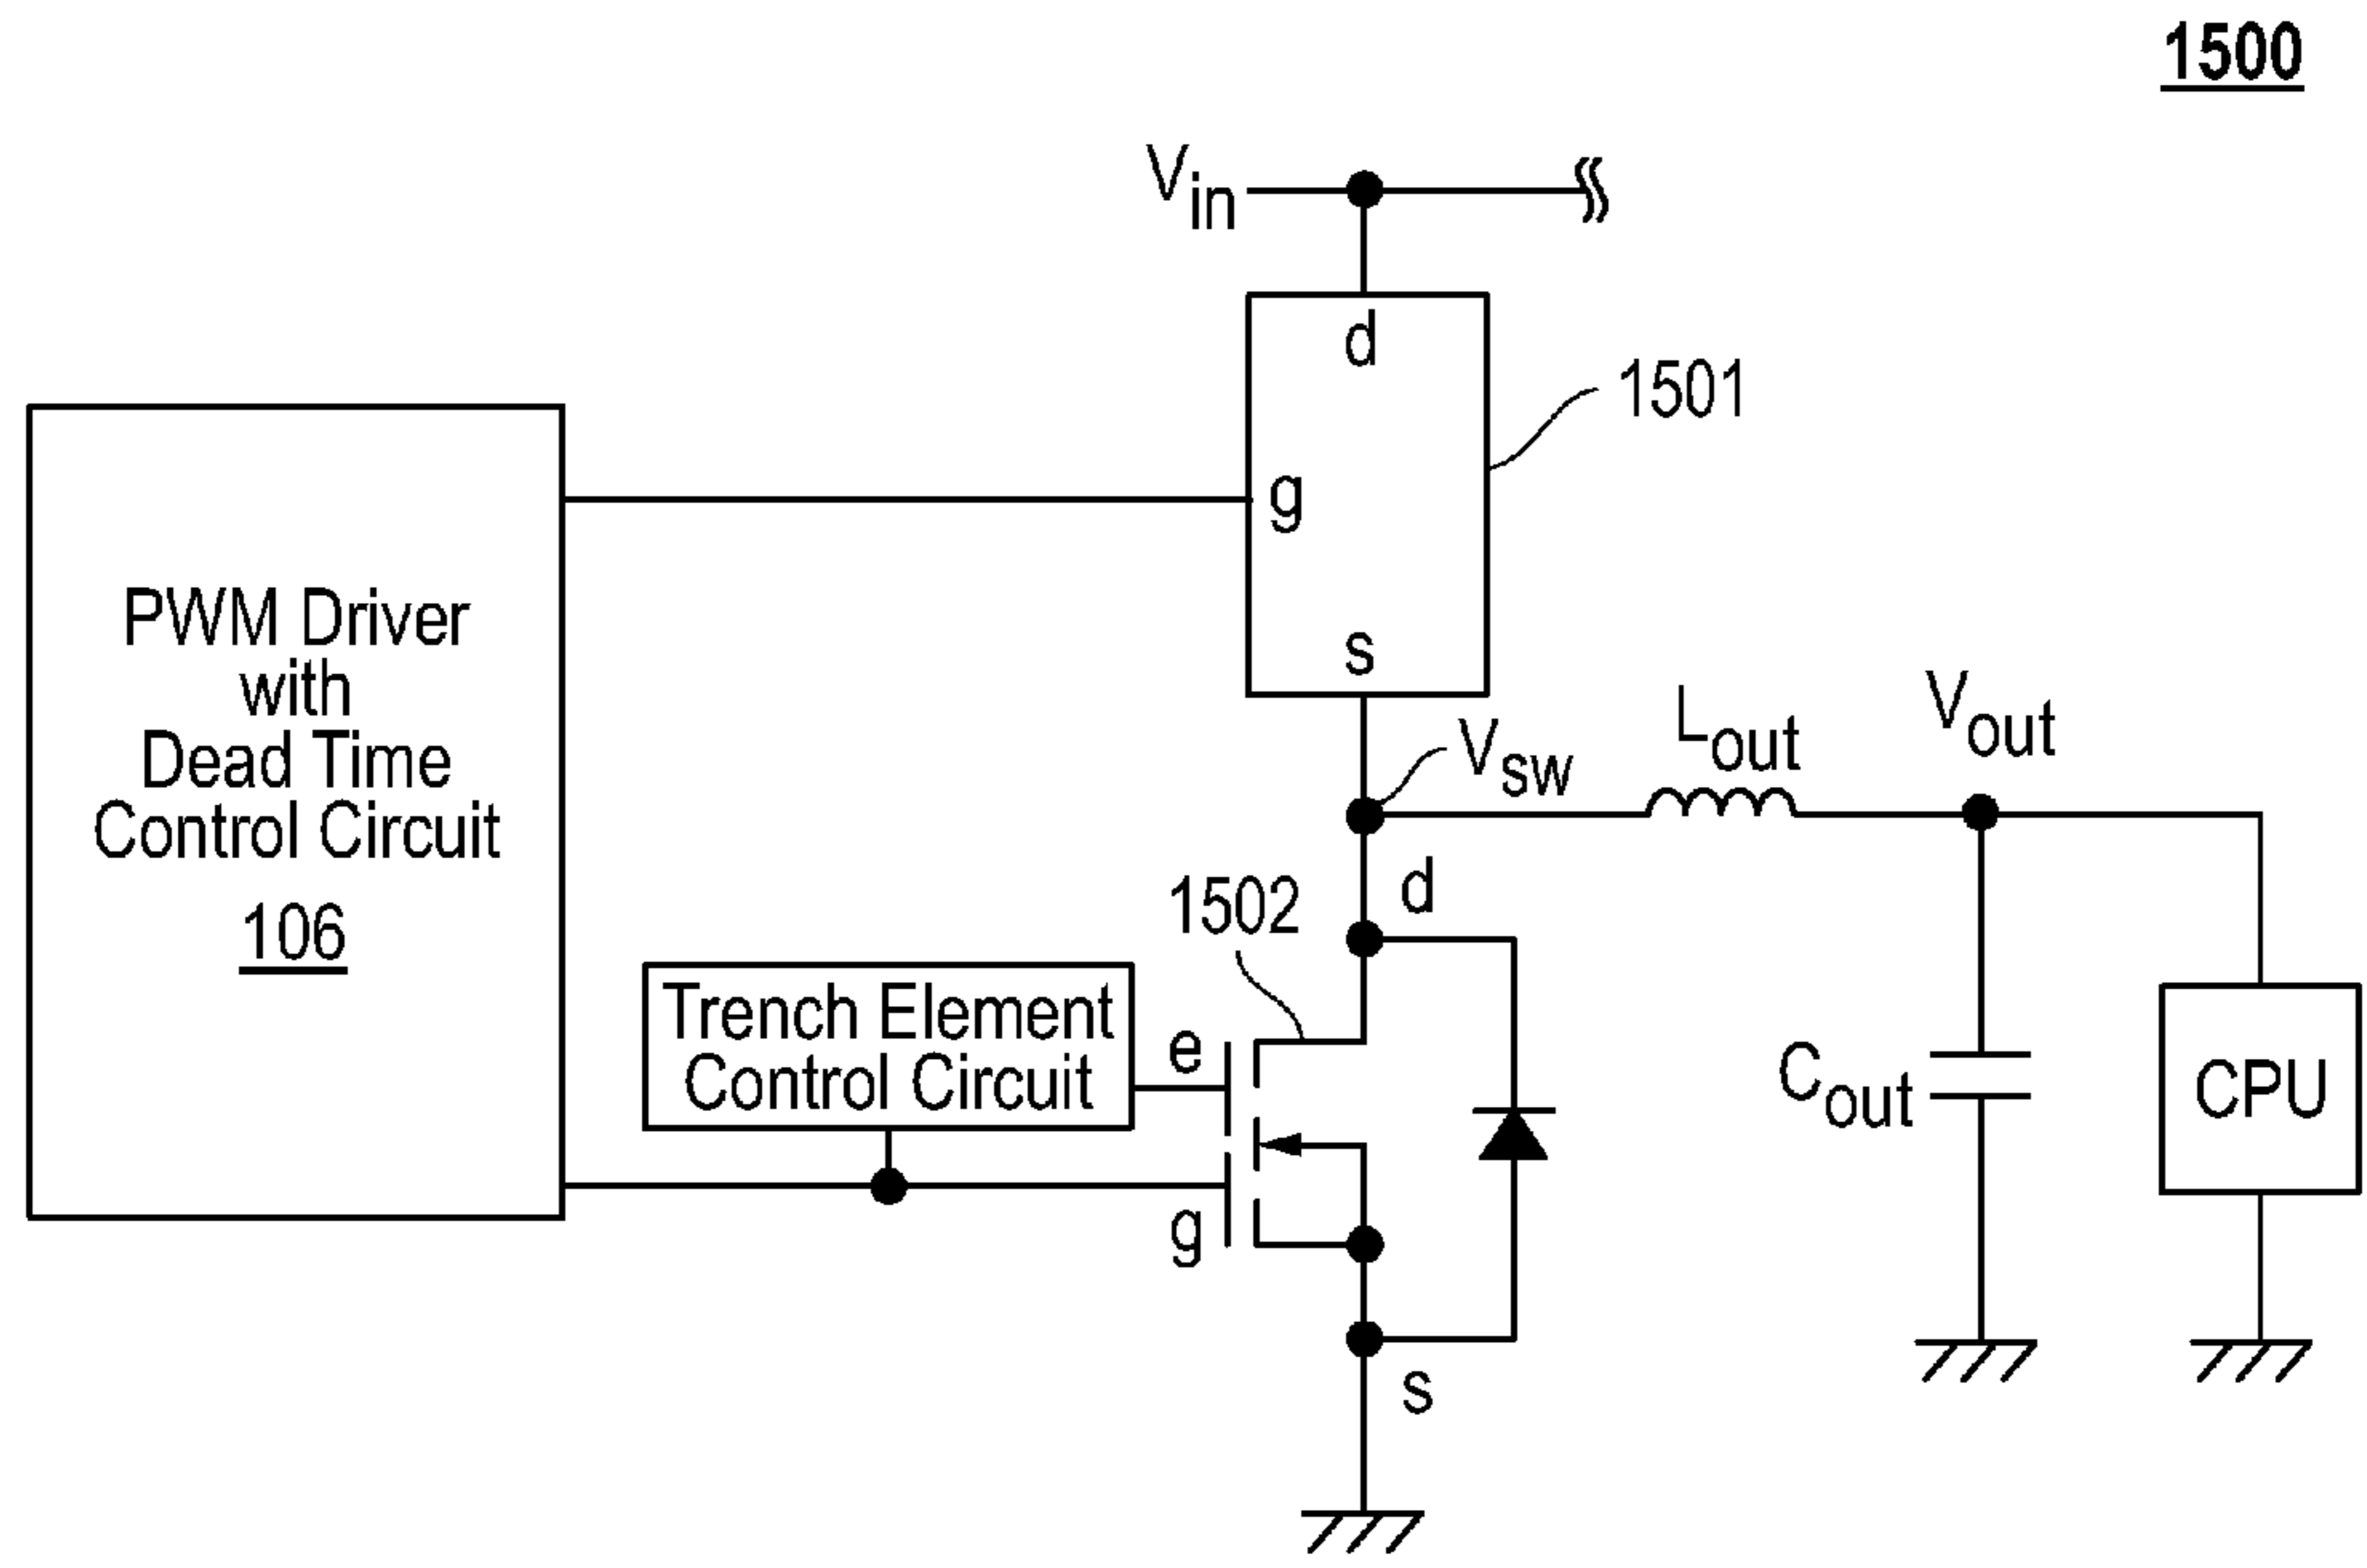 1500
Vin
d
1501
g
s
PWM Driver
with
Dead Time
Control Circuit
106
Vsw
Lout
Vout
1502
d
Trench Element
Control Circuit
e
g
s
Cout
CPU